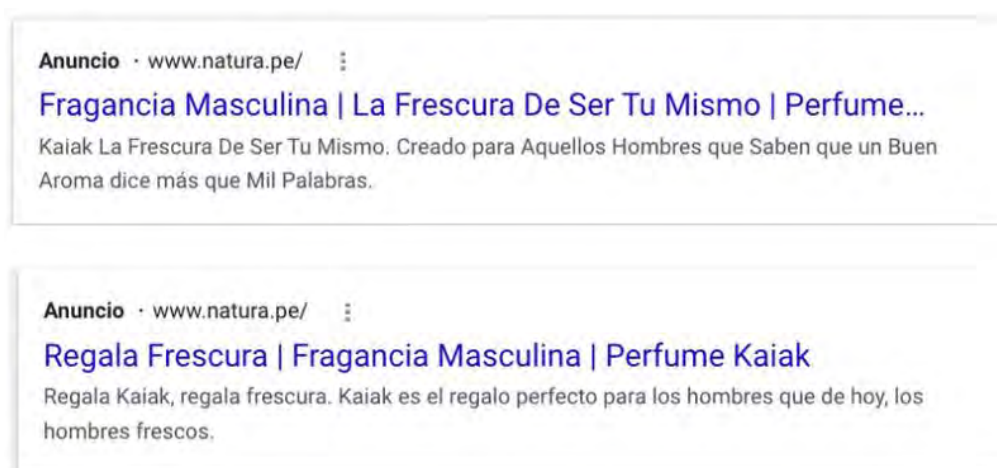 Anuncio · www.natura.pe/
Fragancia Masculina | La Frescura De Ser Tu Mismo | Perfume...
Kaiak La Frescura De Ser Tu Mismo. Creado para Aquellos Hombres que Saben que un Buen
Aroma dice más que Mil Palabras.
Anuncio · www.natura.pe/
Regala Frescura | Fragancia Masculina | Perfume Kaiak
Regala Kaiak, regala frescura. Kaiak es el regalo perfecto para los hombres que de hoy, los
hombres frescos.